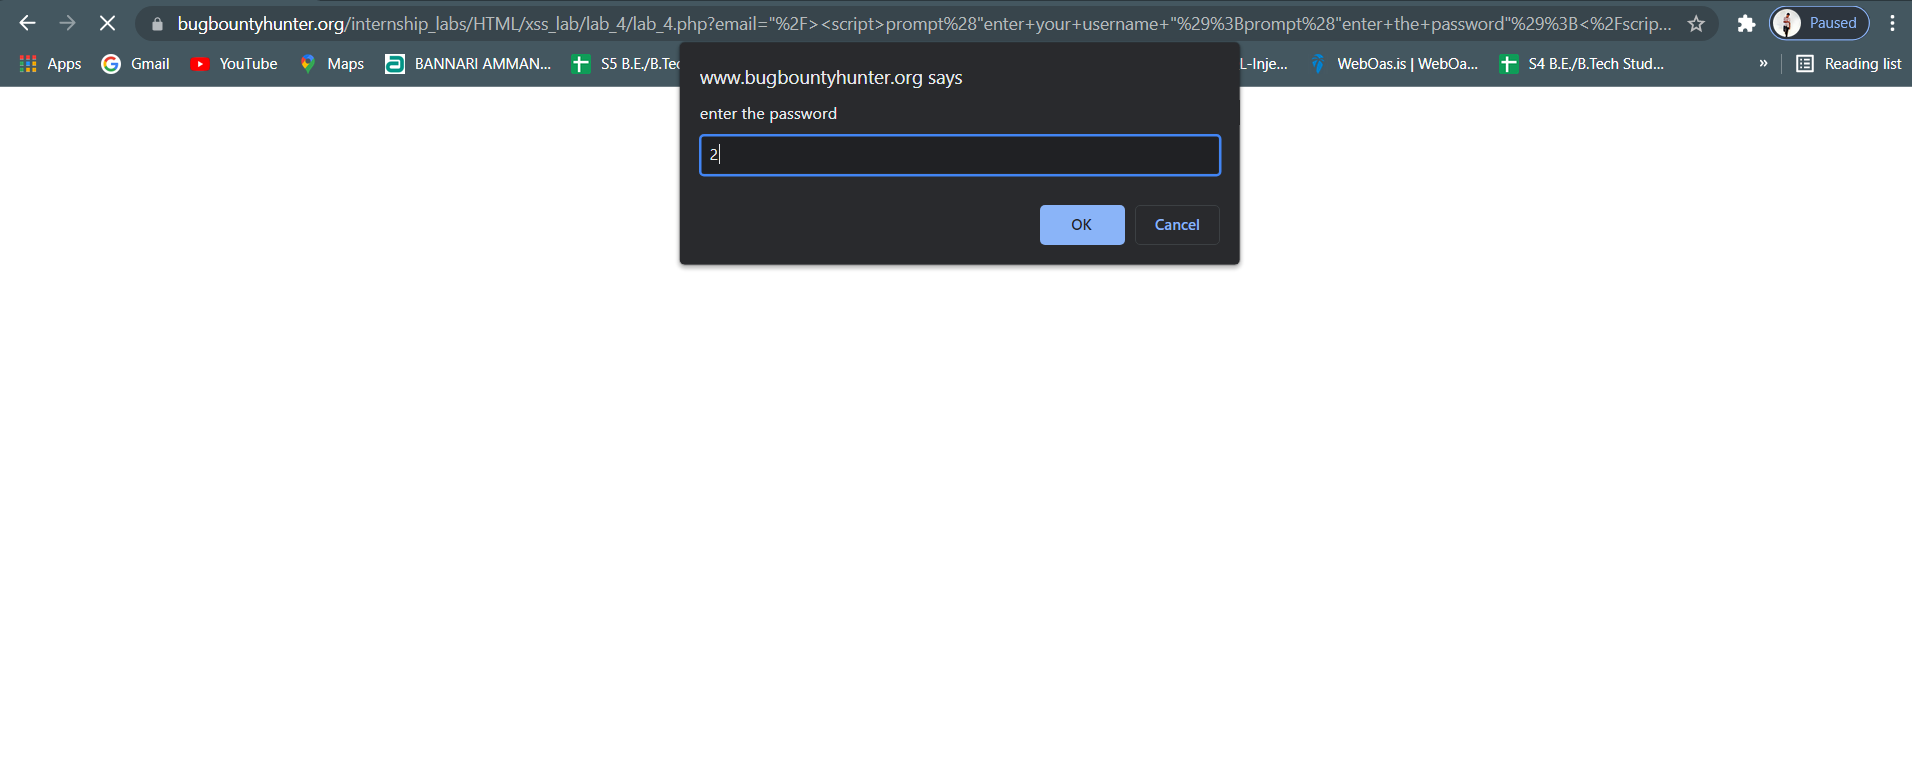 bugbountyhunter.org/internship_labs/HTML/xss_lab/lab_4/lab_4.php?email="%2F><script>prompt%28"enter+your+username+"%29%3Bprompt%28"enter+the+password"%29%3B<%2Fscrip...
Paused
Apps
Gmail
YouTube
Maps
BANNARI AMMAN...
S5 B.E./B.Tec
L-Inje...
WebOas.is | WebOa...
S4 B.E./B.Tech Stud...
»
Reading list
www.bugbountyhunter.org says
enter the password
2
OK
Cancel